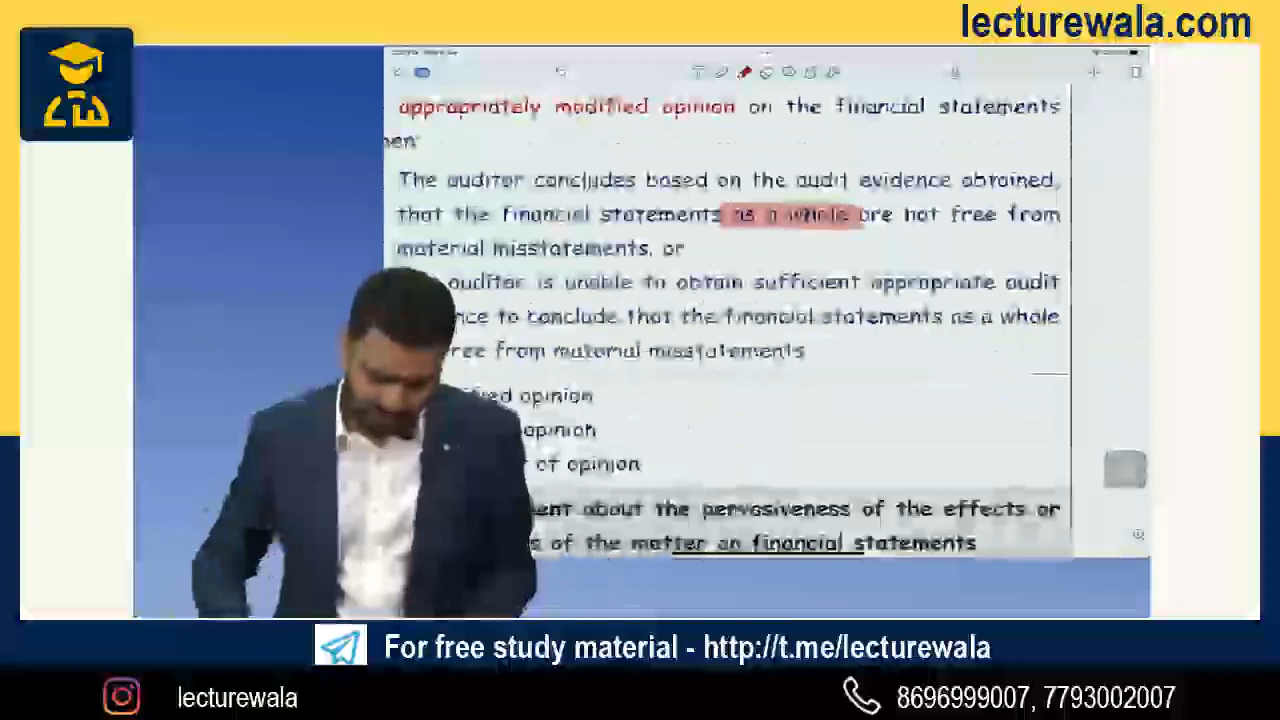 lecturewala.com
appropriately modified opinion on the financial statements
The auditor concludes based on the audit evidence obtained,
that the financial statements as a whole are not free from
material misstatements, or
auditor is unable to obtain sufficient appropriate audit
to conclude that the financial statements as a whole
free from material misstatements
opinion
opinion
of opinion
about the pervasiveness of the effects or
of the matter on financial statements
For free study material - http://t.me/lecturewala
lecturewala
8696999007, 7793002007